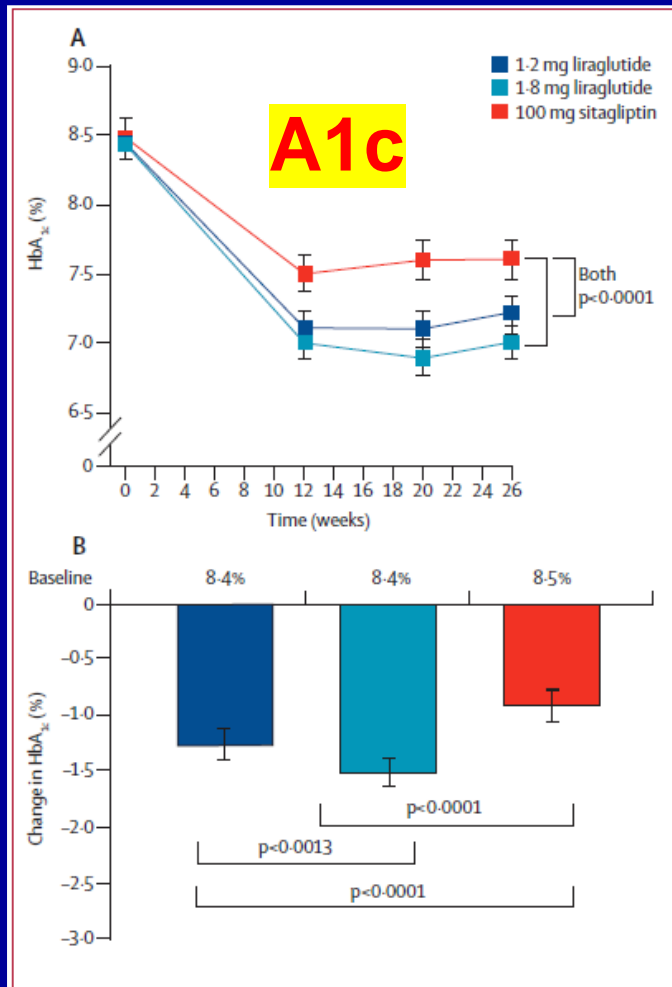 A
9·0
1·2 mg liraglutide
1·8 mg liraglutide
100 mg sitagliptin
A1c
8·5
8·0
HbA1c (%)
7·5
Both
p<0·0001
7·0
6·5
0
0 2 4 6 8 10 12 14 16 18 20 22 24 26
Time (weeks)
B
Baseline 8·4% 8·4% 8·5%
0
–0·5
–1·0
Change in HbA1c (%)
–1·5
p<0·0001
–2·0
p<0·0013
–2·5
p<0·0001
–3·0